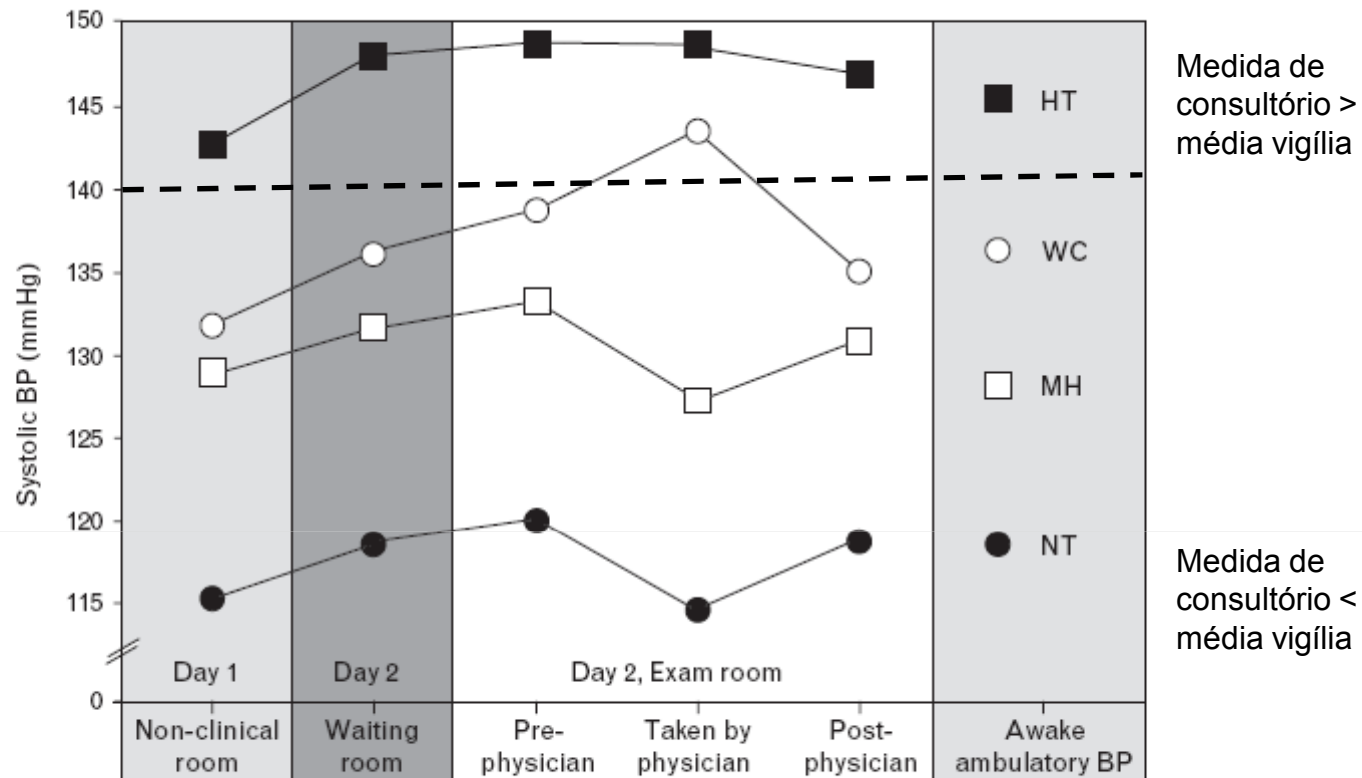 150
145
140
135
130
125
120
115
0
Systolic BP (mmHg)
HT
WC
MH
NT
Medida de
consultório >
média vigília
Medida de
consultório <
média vigília
Day 1
Day 2
Day 2, Exam room
Non-clinical
room
Waiting
room
Pre-
physician
Taken by
physician
Post-
physician
Awake
ambulatory BP